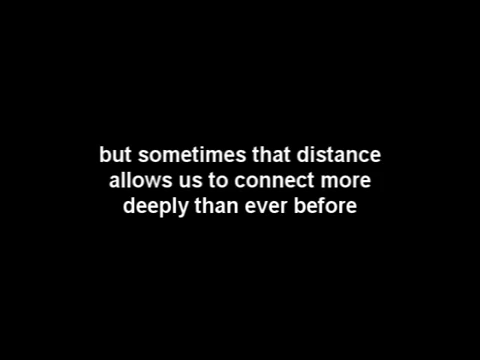 but sometimes that distance
allows us to connect more
deeply than ever before